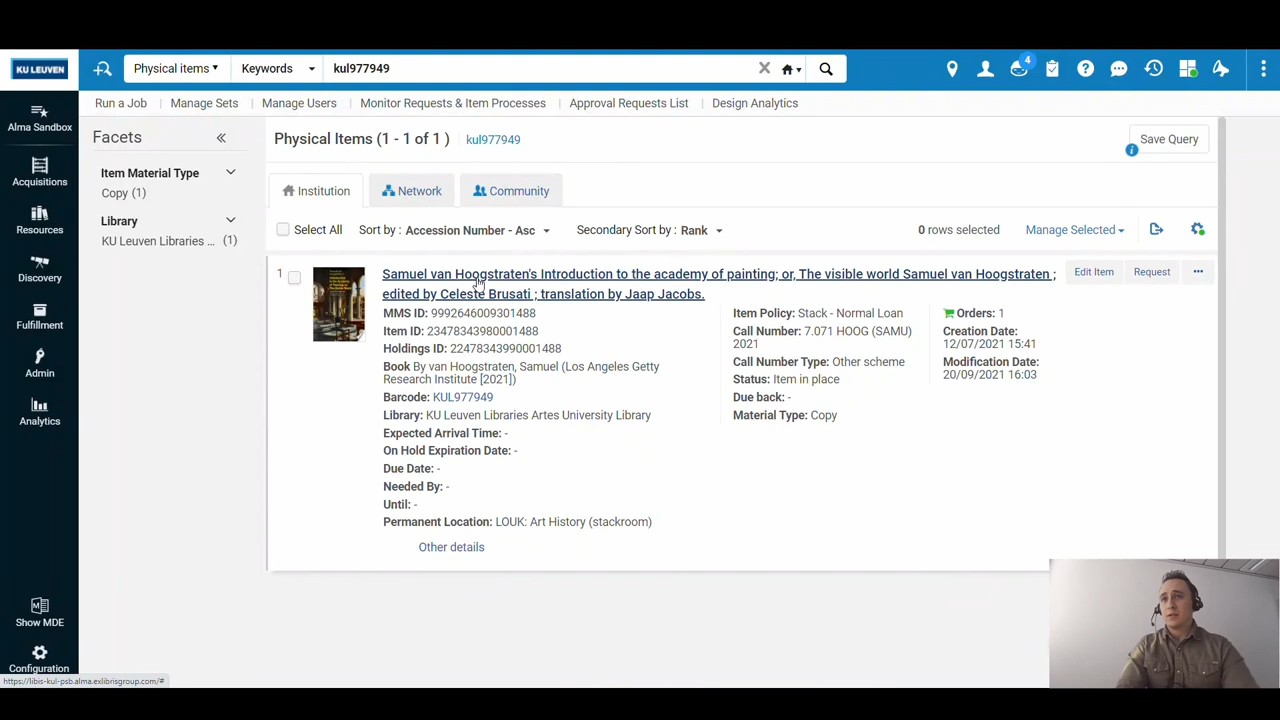 KU LEUVEN
Physical items
Keywords
kul977949
4
Run a Job
Manage Sets
Manage Users
Monitor Requests & Item Processes
Approval Requests List
Design Analytics
Alma Sandbox
Acquisitions
Resources
Discovery
Fulfillment
Admin
Analytics
Show MDE
Configuration
Facets
Item Material Type
Copy (1)
Library
KU Leuven Libraries ... (1)
Physical Items (1 - 1 of 1 )
kul977949
Save Query
Institution
Network
Community
Select All
Sort by : Accession Number - Asc
Secondary Sort by : Rank
0 rows selected
Manage Selected
1
Samuel van Hoogstraten's Introduction to the academy of painting; or, The visible world Samuel van Hoogstraten ;
edited by Celeste Brusati ; translation by Jaap Jacobs.
Edit Item
Request
MMS ID: 9992646009301488
Item ID: 23478343980001488
Holdings ID: 22478343990001488
Book By van Hoogstraten, Samuel (Los Angeles Getty
Research Institute [2021])
Barcode: KUL977949
Library: KU Leuven Libraries Artes University Library
Expected Arrival Time: -
On Hold Expiration Date: -
Due Date: -
Needed By: -
Until: -
Permanent Location: LOUK: Art History (stackroom)
Other details
Item Policy: Stack - Normal Loan
Call Number: 7.071 HOOG (SAMU)
2021
Call Number Type: Other scheme
Status: Item in place
Due back: -
Material Type: Copy
Orders: 1
Creation Date:
12/07/2021 15:41
Modification Date:
20/09/2021 16:03
https://libis-kul-psb.alma.exlibrisgroup.com/#